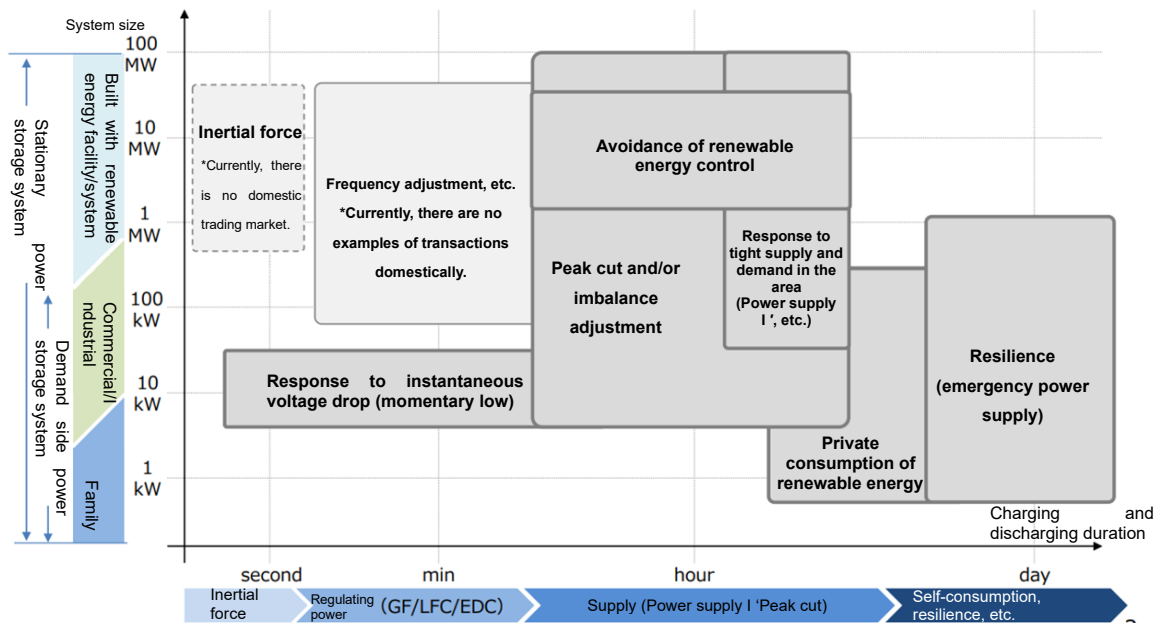 System size
100
MW
10
MW
1
MW
100
kW
10
kW
1
kW
Stationary power
storage system
Demand side power
storage system
Built with renewable
energy facility/system
Commercial/I
ndustrial
Family
Inertial force
*Currently, there
is no domestic
trading market.
Frequency adjustment, etc.
*Currently, there are no
examples of transactions
domestically.
Avoidance of renewable
energy control
Peak cut and/or
imbalance
adjustment
Response to
tight supply and
demand in the
area
(Power supply
I ′, etc.)
Response to instantaneous
voltage drop (momentary low)
Private
consumption of
renewable energy
Resilience
(emergency power
supply)
Charging and
discharging duration
second
min
hour
day
Inertial
force
Regulating
power
(GF/LFC/EDC)
Supply (Power supply I ‘Peak cut)
Self-consumption,
resilience, etc.